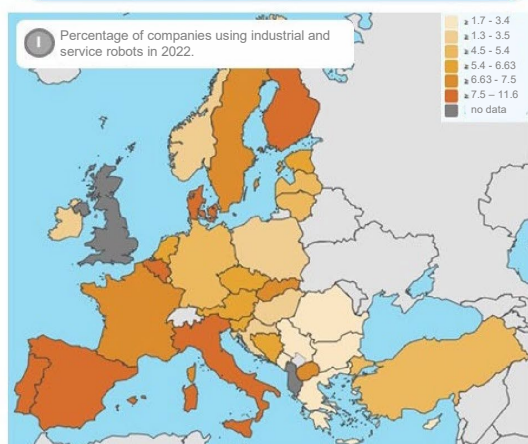 Percentage of companies using industrial and
service robots in 2022.
≥ 1.7 - 3.4
≥ 1.3 - 3.5
≥ 4.5 - 5.4
≥ 5.4 - 6.63
≥ 6.63 - 7.5
≥ 7.5 – 11.6
no data